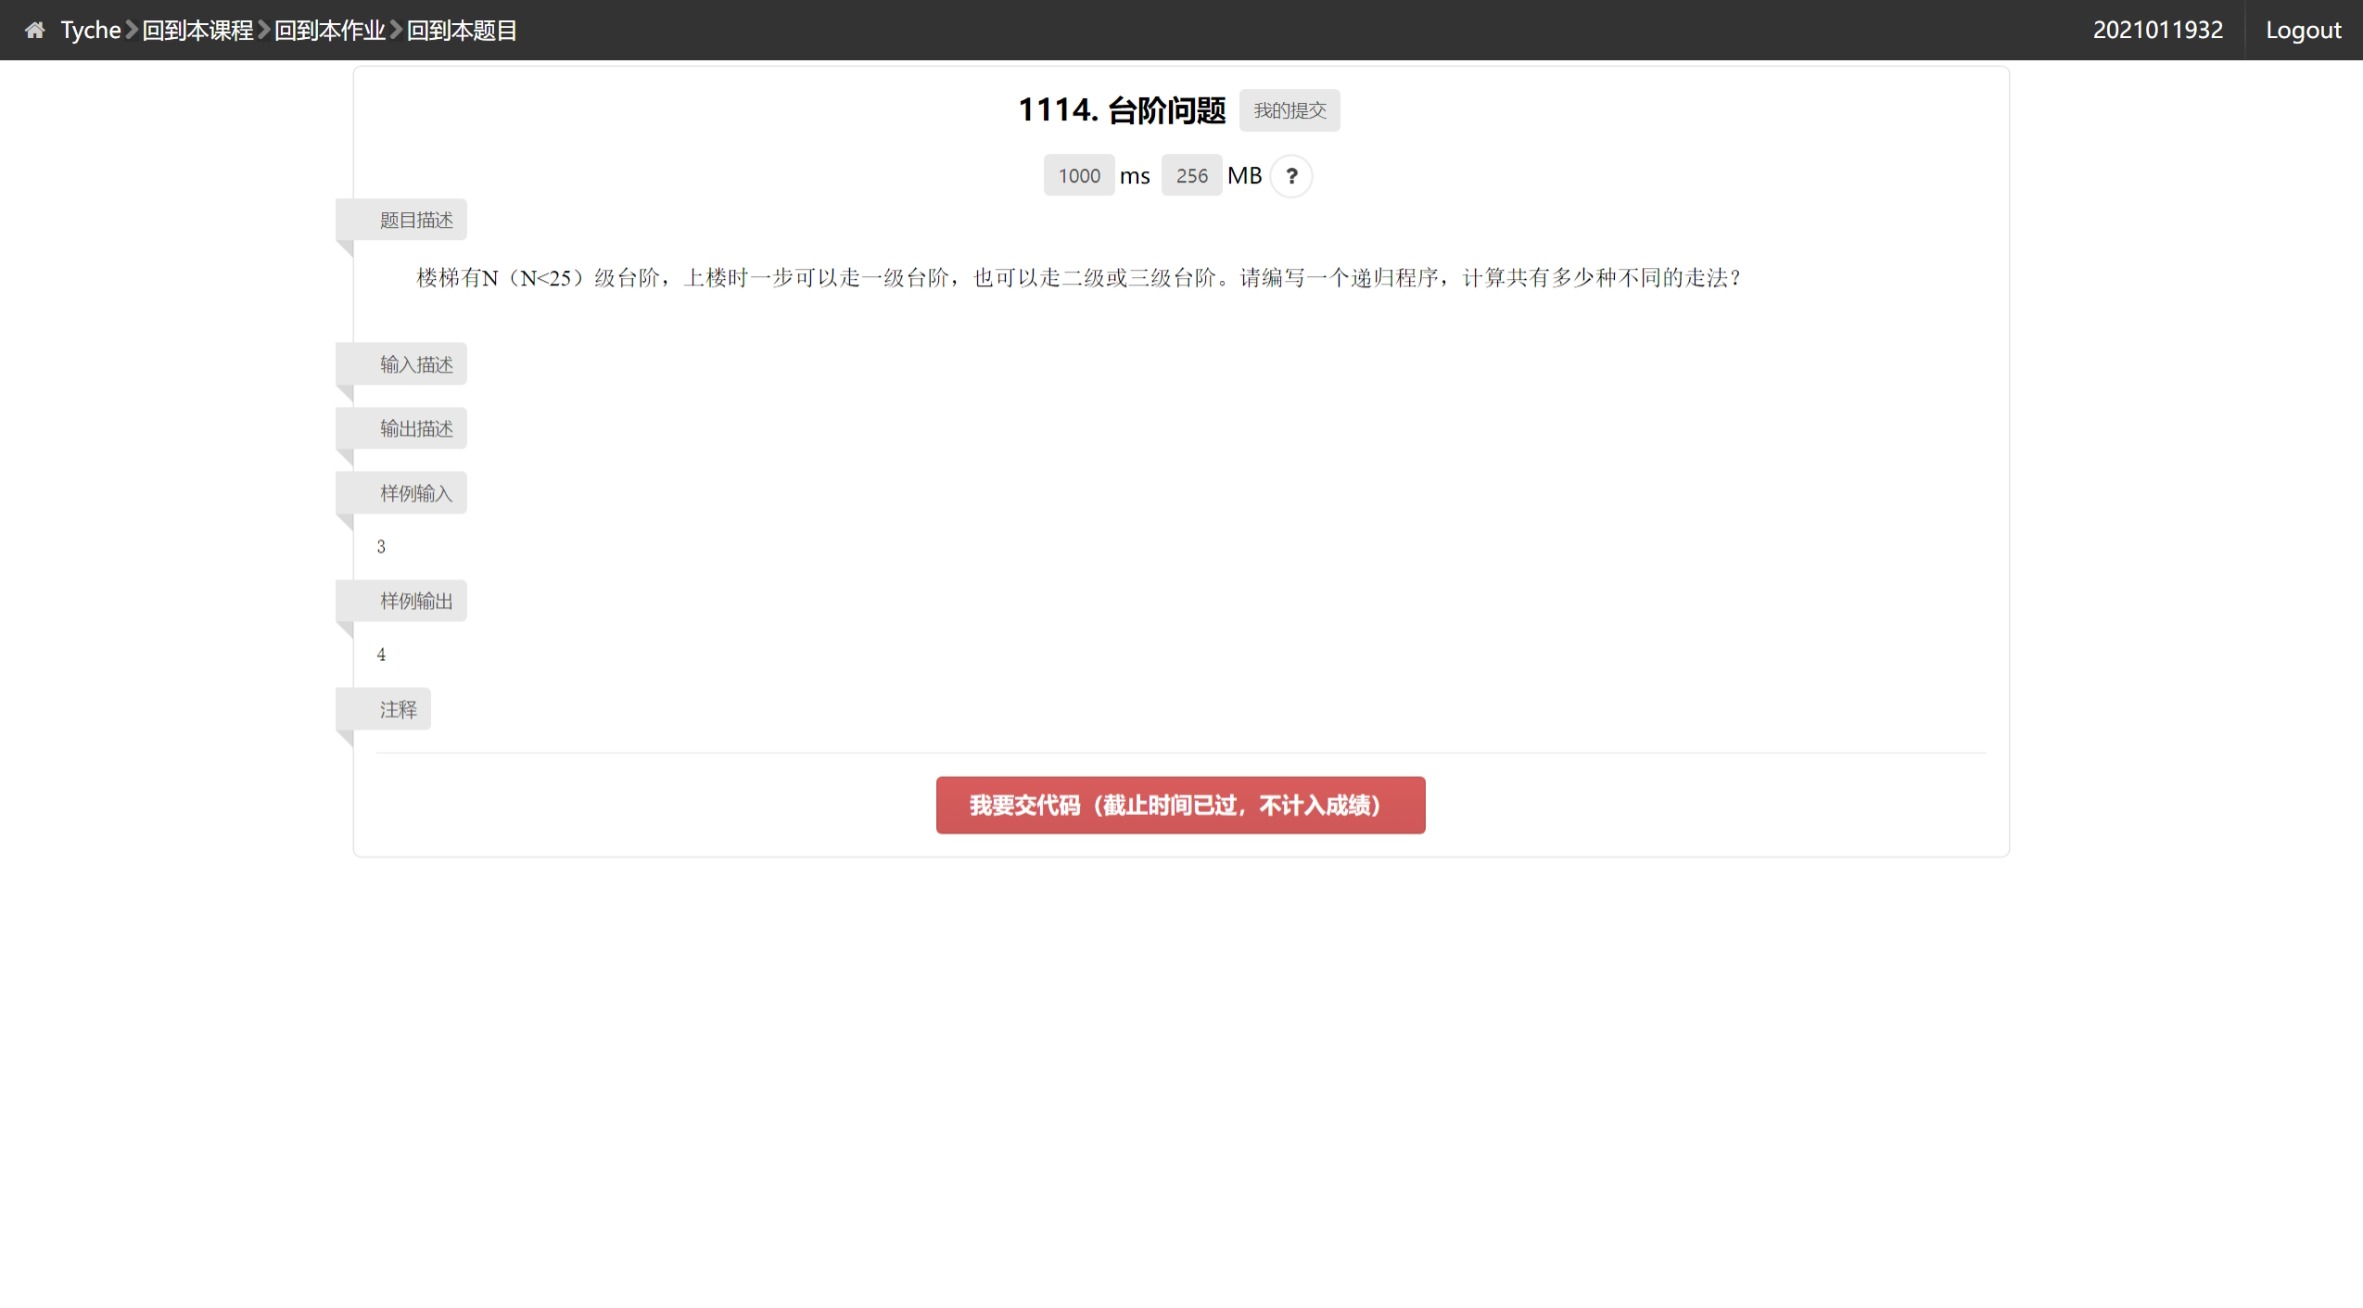 Tyche 回到本课程 回到本作业 回到本题目 2021011932 Logout
1114. 台阶问题 我的提交
1000 ms 256 MB ?
题目描述
楼梯有N（N<25）级台阶，上楼时一步可以走一级台阶，也可以走二级或三级台阶。请编写一个递归程序，计算共有多少种不同的走法？
输入描述
输出描述
样例输入
3
样例输出
4
注释
我要交代码（截止时间已过，不计入成绩）